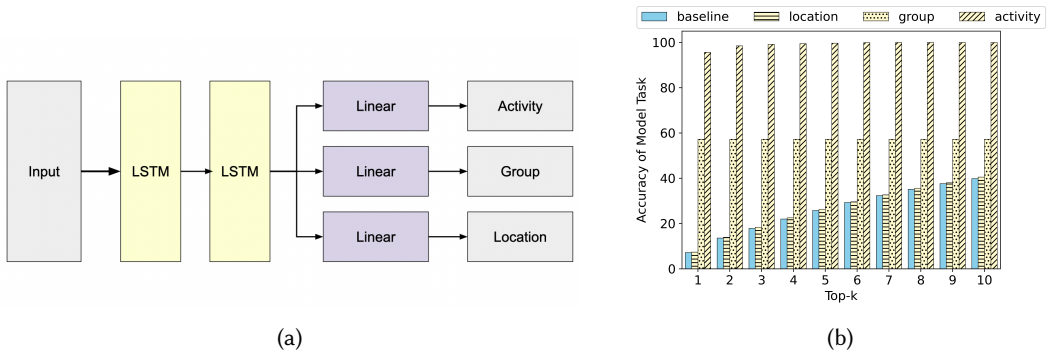 Input
LSTM
LSTM
Linear
Activity
Linear
Group
Linear
Location
(a)
baseline location group activity
Accuracy of Model Task
100
80
60
40
20
0
1 2 3 4 5 6 7 8 9 10
Top-k
(b)